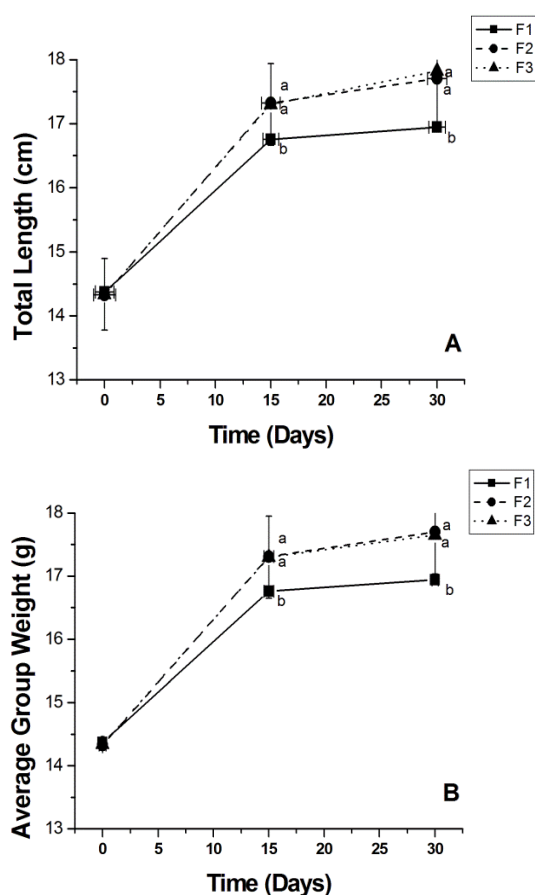 F1
F2
F3
18
17
16
15
14
13
Total Length (cm)
a
a
b
a
a
b
A
0 5 10 15 20 25 30
Time (Days)
F1
F2
F3
18
17
16
15
14
13
Average Group Weight (g)
a
a
b
a
a
b
B
0 5 10 15 20 25 30
Time (Days)